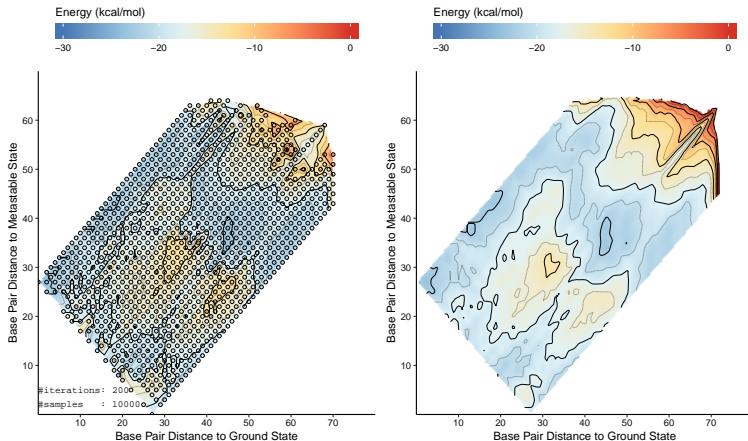 Energy (kcal/mol)
−30 −20 −10 0
Base Pair Distance to Metastable State
60
50
40
30
20
10
#iterations: 200
#samples : 10000
10 20 30 40 50 60 70
Base Pair Distance to Ground State
Energy (kcal/mol)
−30 −20 −10 0
Base Pair Distance to Metastable State
60
50
40
30
20
10
10 20 30 40 50 60 70
Base Pair Distance to Ground State